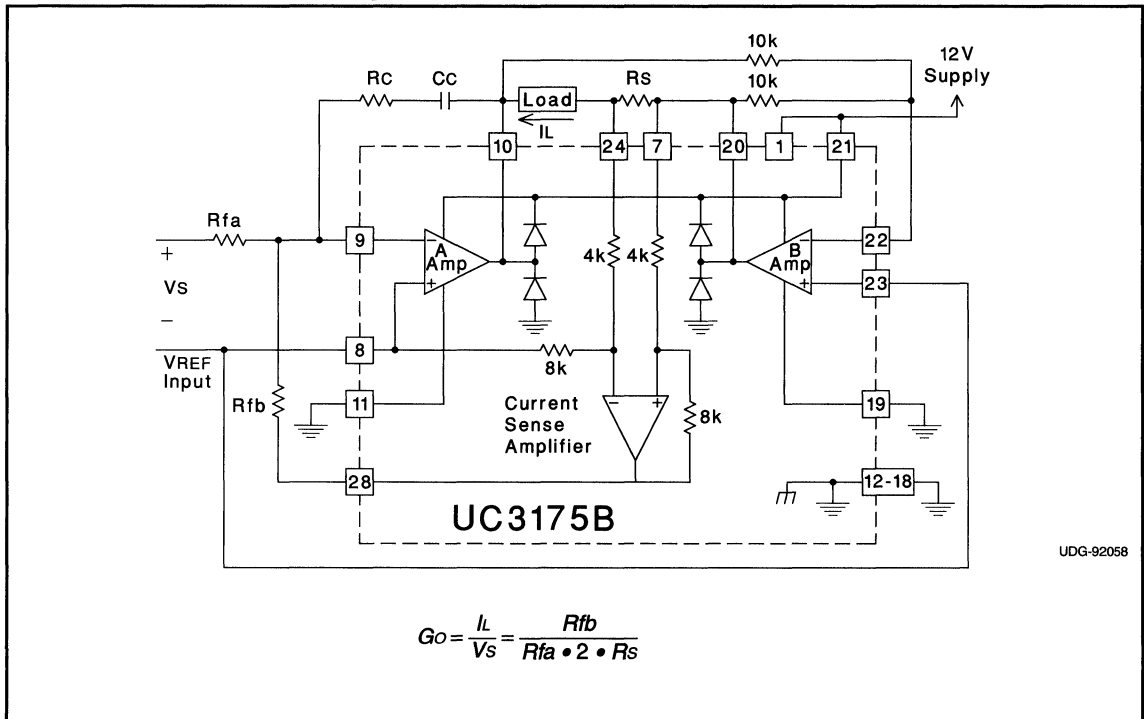 10k
12V
Supply
Rc Cc
Load
Rs
10k
IL
10 24 7 20 1 21
Rfa
9
A
Amp
4k
4k
B
Amp
22
23
+
Vs
−
8
8k
VREF
Input
Rfb
11
Current
Sense
Amplifier
8k
19
28
12-18
UC3175B
UDG-92058
Go = IL / Vs = Rfb / Rfa • 2 • Rs